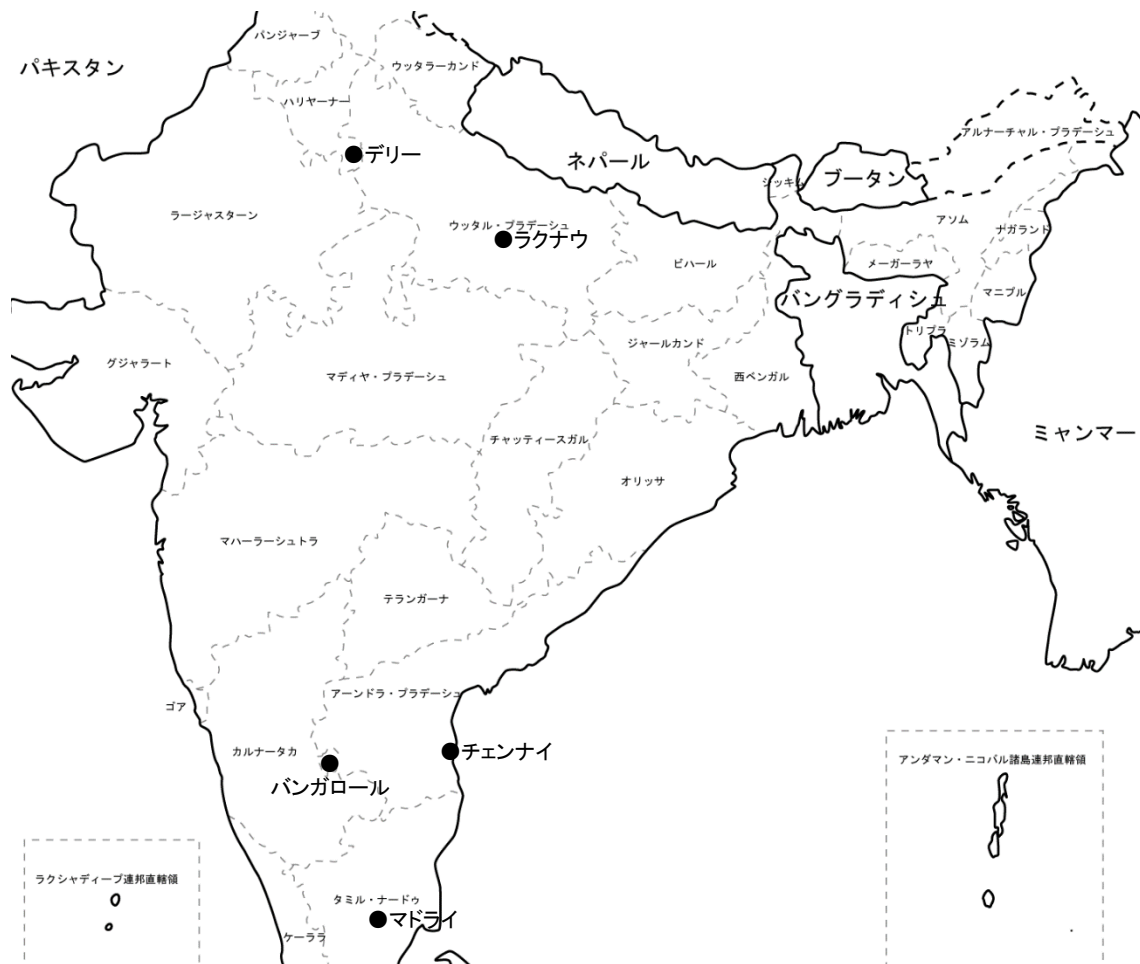 パンジャーブ
パキスタン
ウッタラーカンド
ハリヤーナー
アルナーチャル・プラデーシュ
デリー
ネパール
シッキム
ブータン
ラージャスターン
ウッタル・プラデーシュ
アソム
ナガランド
ラクナウ
ビハール
メーガーラヤ
マニプル
バングラディシュ
トリプラ
ミゾラム
ジャールカンド
グジャラート
マディヤ・プラデーシュ
西ベンガル
チャッティースガル
ミャンマー
オリッサ
マハーラーシュトラ
テランガーナ
アーンドラ・プラデーシュ
ゴア
カルナータカ
チェンナイ
アンダマン・ニコバル諸島連邦直轄領
バンガロール
ラクシャディープ連邦直轄領
タミル・ナードゥ
マドライ
ケーララ